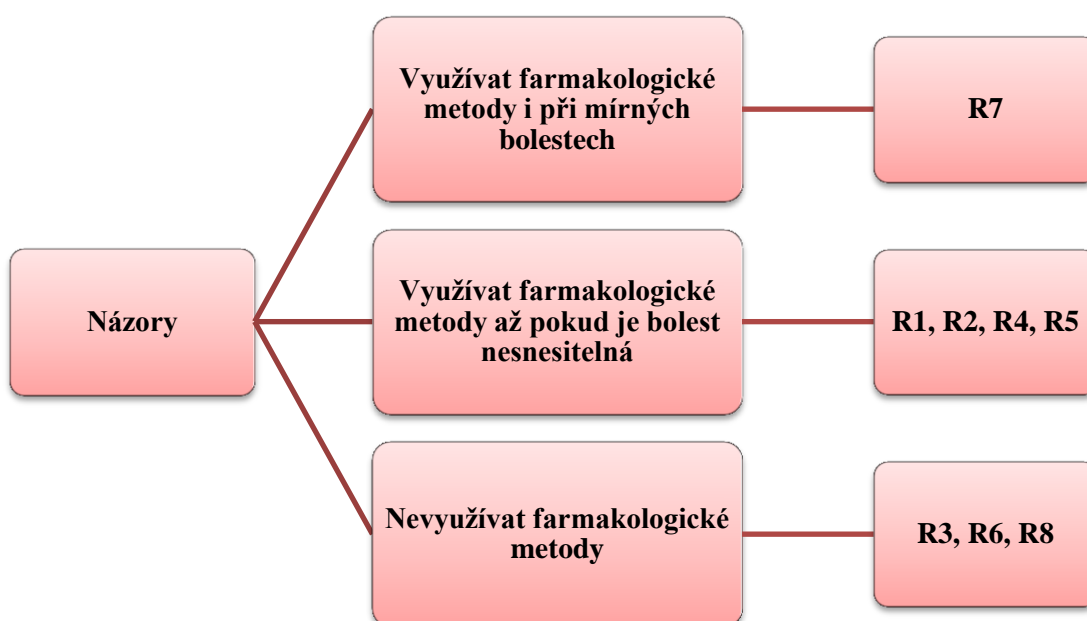 Názory
Využívat farmakologické
metody i při mírných
bolestech
R7
Využívat farmakologické
metody až pokud je bolest
nesnesitelná
R1, R2, R4, R5
Nevyužívat farmakologické
metody
R3, R6, R8